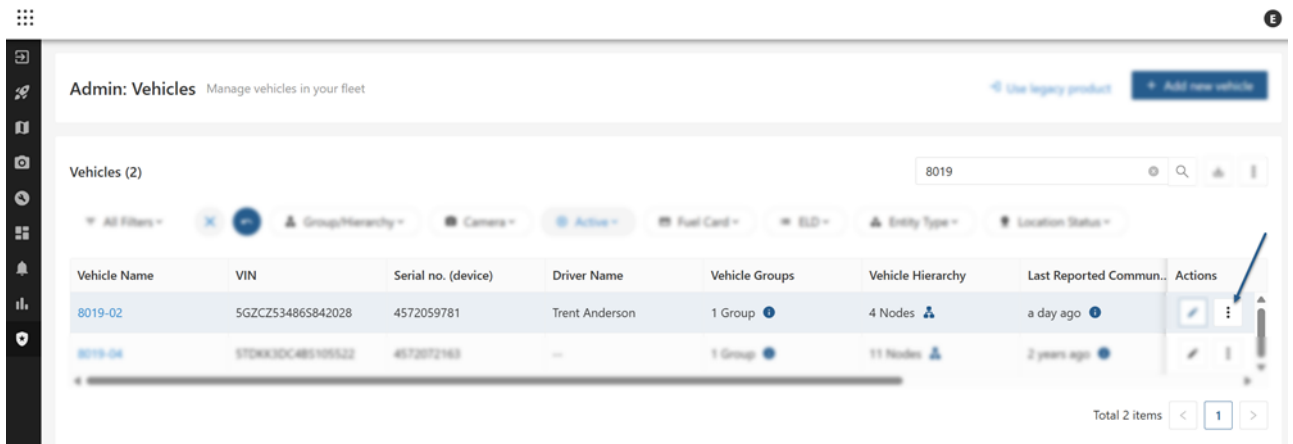 E
Admin: Vehicles Manage vehicles in your fleet
Use legacy product + Add new vehicle
Vehicles (2) 8019
All Filters Group/Hierarchy Camera Active Fuel Card ELD Entity Type Location Status
Vehicle Name VIN Serial no. (device) Driver Name Vehicle Groups Vehicle Hierarchy Last Reported Commun.. Actions
8019-02 5GZCZ53486S842028 4572059781 Trent Anderson 1 Group 4 Nodes a day ago
8019-04 4572072163 --- 1 Group 11 Nodes 2 years ago
Total 2 items < 1 >